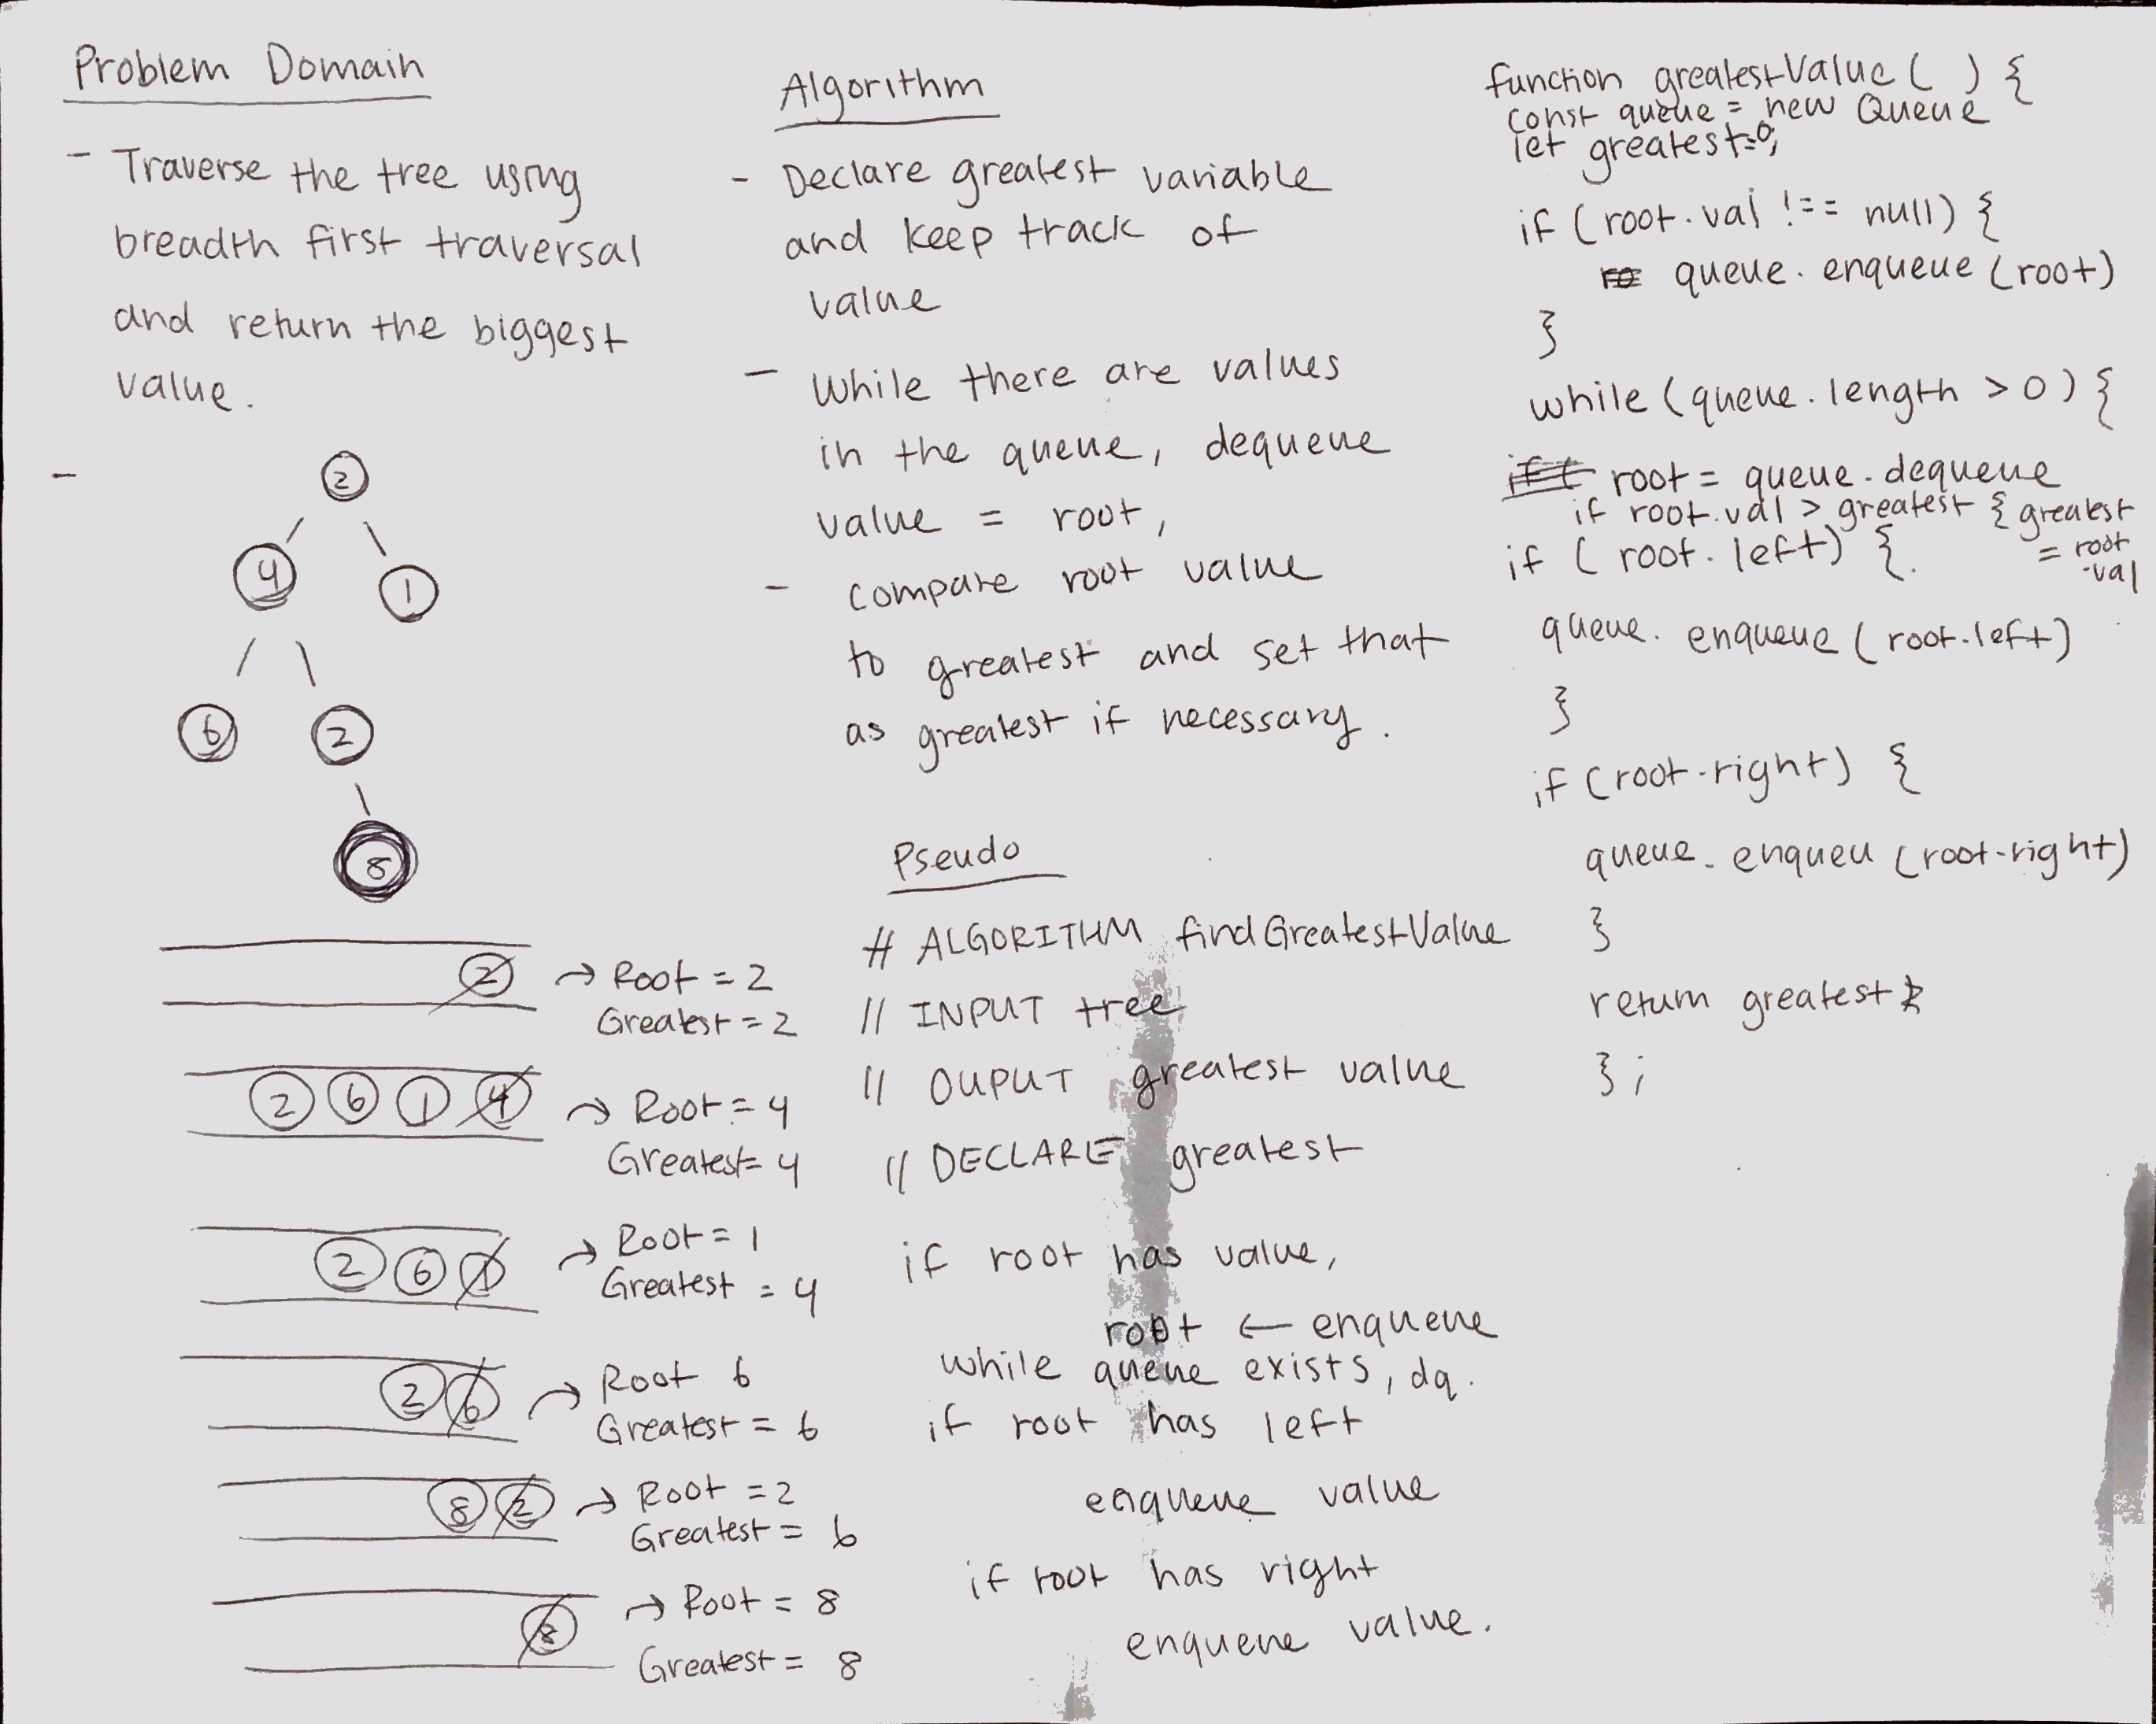 Problem Domain
- Traverse the tree using
breadth first traversal
and return the biggest
value.
-
2
4 1
6 2
8
2 → Root = 2
Greatest = 2
2 6 1 4 → Root = 4
Greatest = 4
2 6 1 → Root = 1
Greatest = 4
2 6 → Root 6
Greatest = 6
8 2 → Root = 2
Greatest = 6
8 → Root = 8
Greatest = 8
Algorithm
- Declare greatest variable
and keep track of
value
- While there are values
in the queue, dequeue
value = root,
- compare root value
to greatest and set that
as greatest if necessary.
Pseudo
# ALGORITHM findGreatestValue
// INPUT tree
// OUPUT greatest value
// DECLARE greatest
if root has value,
root ← enqueue
while queue exists, dq.
if root has left
enqueue value
if root has right
enqueue value.
function greatestValue ( ) {
const queue = new Queue
let greatest=0;
if (root.val !== null) {
queue.enqueue (root)
}
while (queue.length > 0) {
root = queue.dequeue
if root.val > greatest { greatest
= root
.val
if ( root.left) {
queue. enqueue (root.left)
}
if (root.right) {
queue. enqueu (root.right)
}
return greatest
};